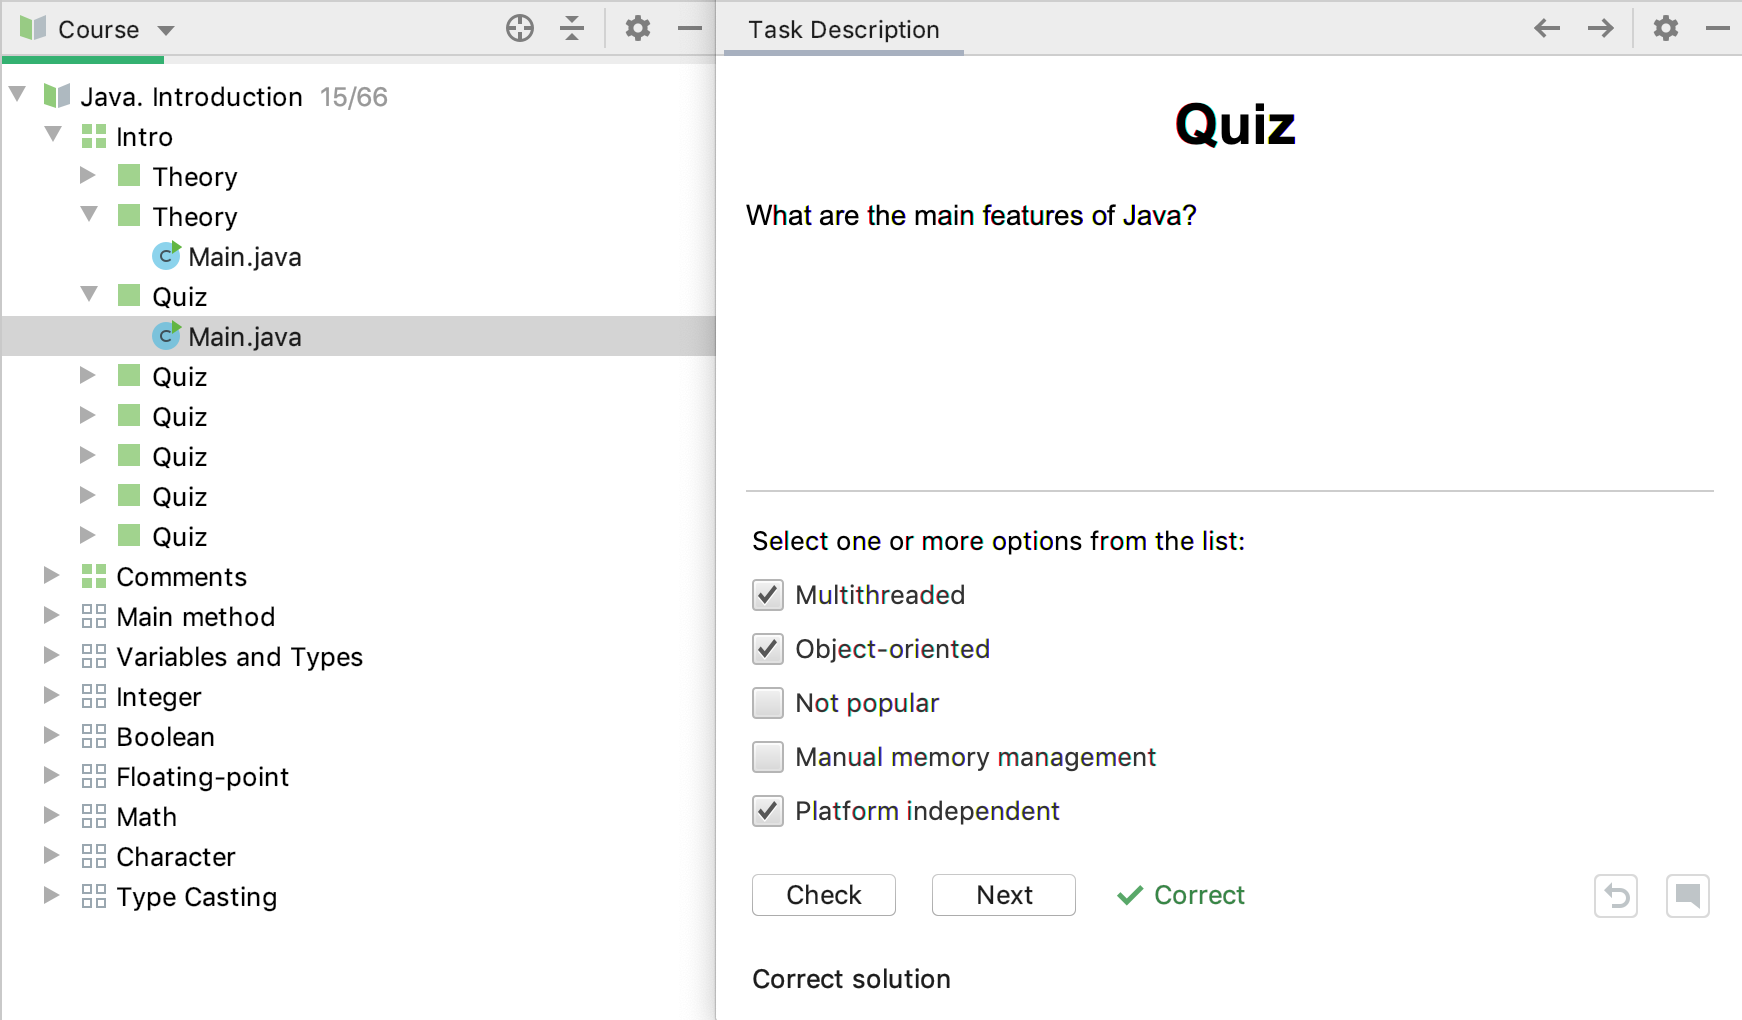 Course
Java. Introduction 15/66
Intro
Theory
Theory
Main.java
Quiz
Main.java
Quiz
Quiz
Quiz
Quiz
Quiz
Comments
Main method
Variables and Types
Integer
Boolean
Floating-point
Math
Character
Type Casting
Task Description
Quiz
What are the main features of Java?
Select one or more options from the list:
Multithreaded
Object-oriented
Not popular
Manual memory management
Platform independent
Check Next Correct
Correct solution